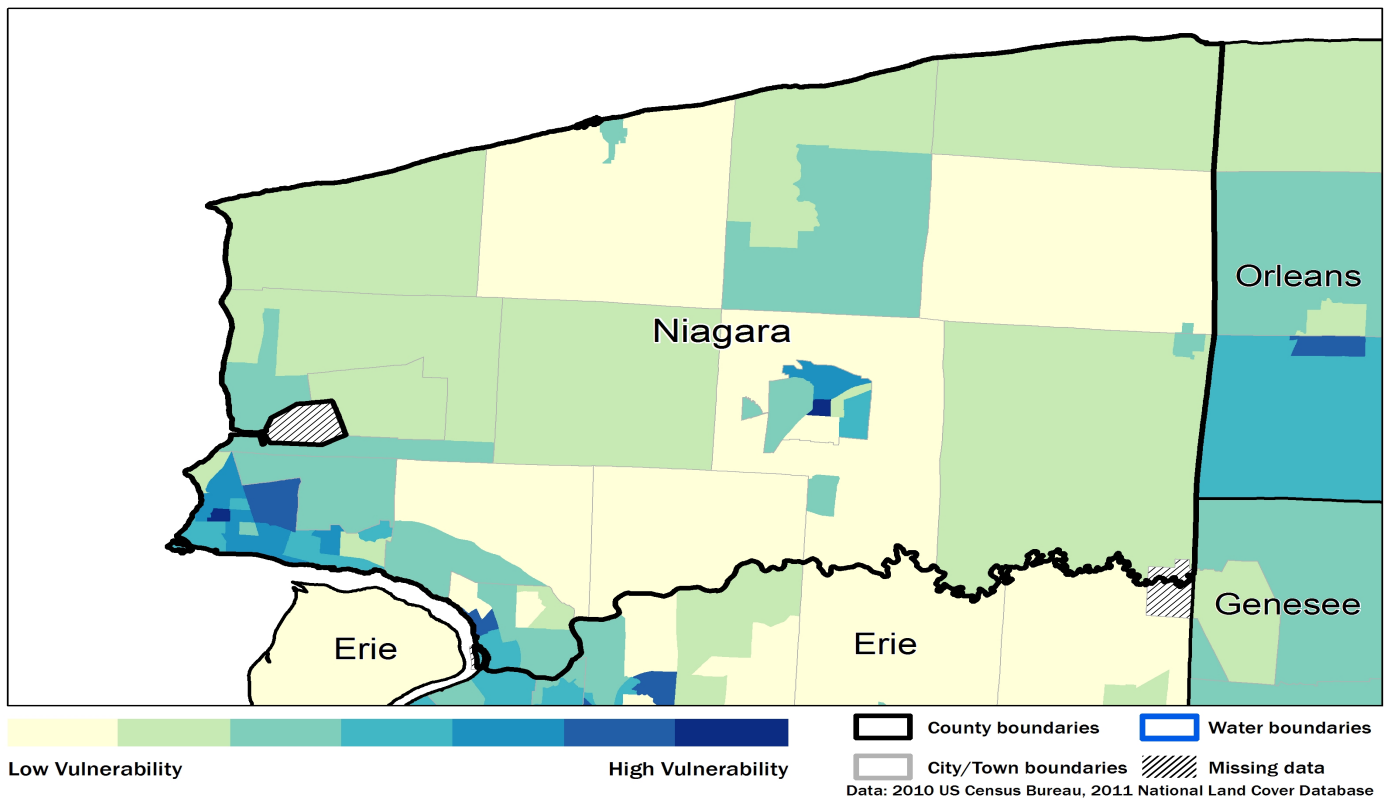 Orleans
Niagara
Genesee
Erie
Erie
Low Vulnerability
High Vulnerability
County boundaries
Water boundaries
City/Town boundaries
Missing data
Data: 2010 US Census Bureau, 2011 National Land Cover Database